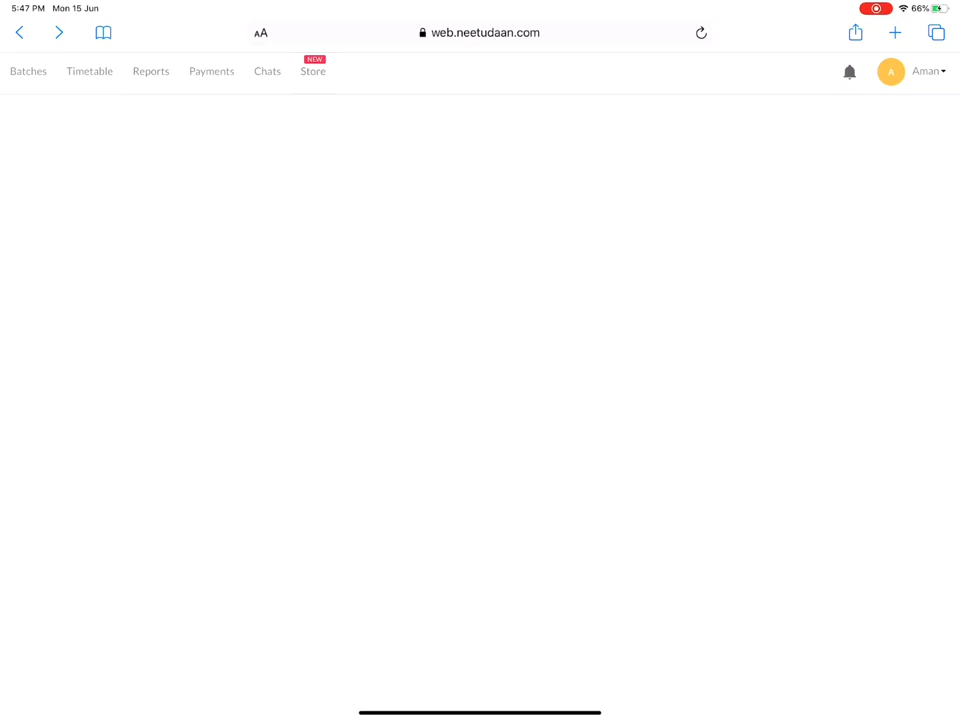 5:47 PM Mon 15 Jun
66%
AA
web.neetudaan.com
NEW
Batches Timetable Reports Payments Chats Store
A Aman